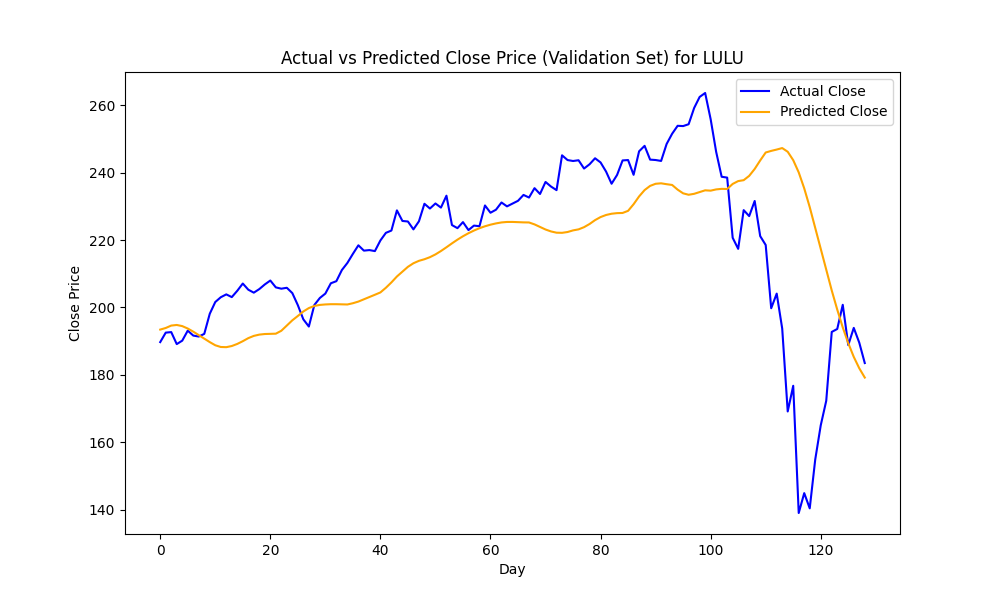 Actual vs Predicted Close Price (Validation Set) for LULU
Actual Close
Predicted Close
Close Price
260
240
220
200
180
160
140
0 20 40 60 80 100 120
Day